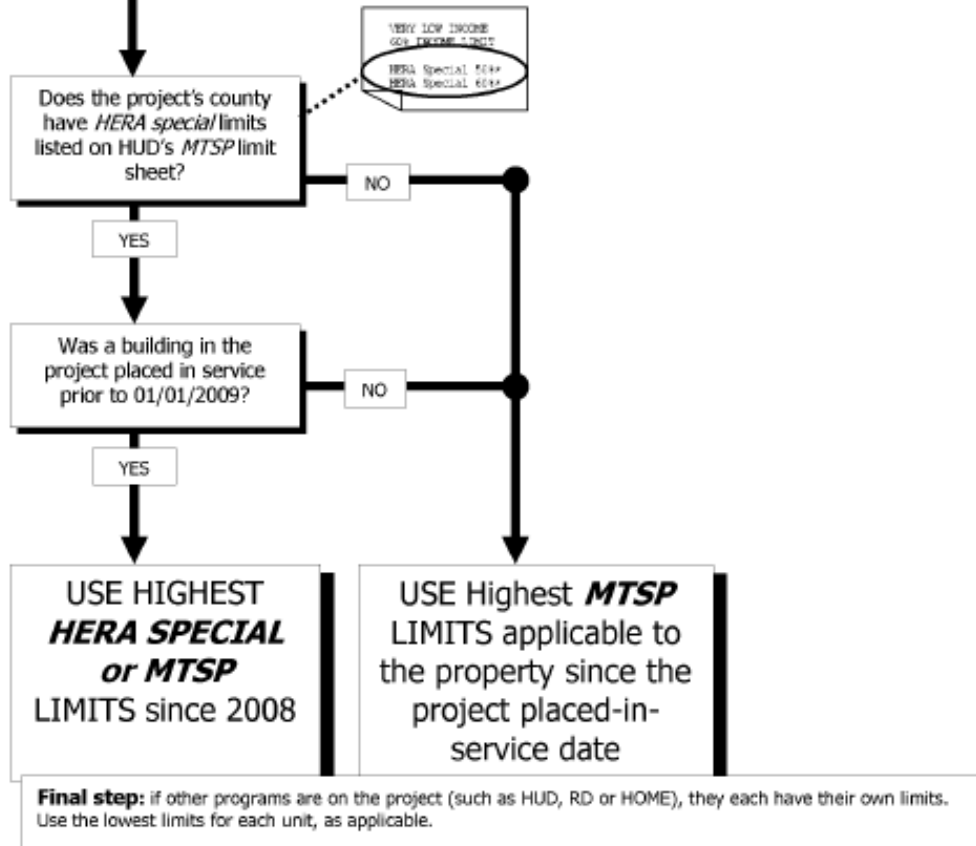 VERY LOW INCOME
60% INCOME LIMIT
HERA Special 50%*
HERA Special 60%*
Does the project's county
have HERA special limits
listed on HUD's MTSP limit
sheet?
NO
YES
Was a building in the
project placed in service
prior to 01/01/2009?
NO
YES
USE HIGHEST
HERA SPECIAL
or MTSP
LIMITS since 2008
USE Highest MTSP
LIMITS applicable to
the property since the
project placed-in-
service date
Final step: if other programs are on the project (such as HUD, RD or HOME), they each have their own limits.
Use the lowest limits for each unit, as applicable.